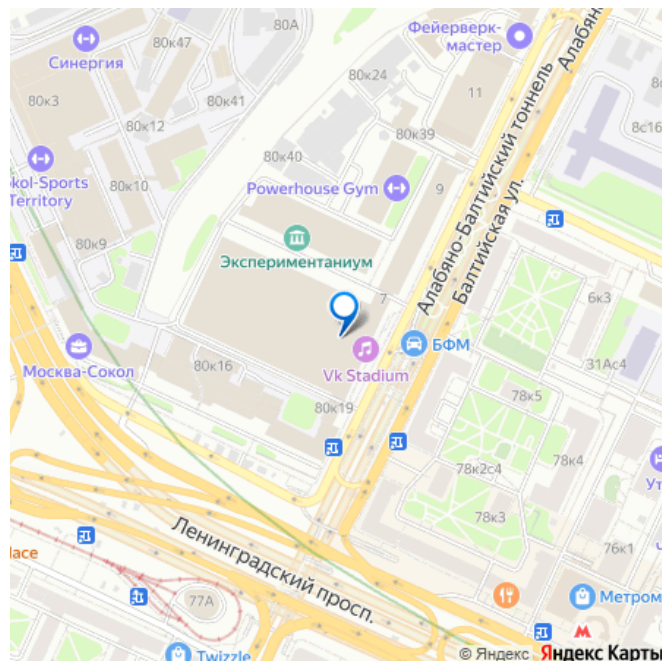 80к47
80А
Фейерверк-
мастер
Синергия
80к24
80к3
11
80к41
80к12
80к39
8с16
80к40
kol-Sports
Territory
80к10
Powerhouse Gym
9
Алабяно-Балтийский тоннель
Алабяно
Балтийская ул.
80к9
Экспериментаниум
7
6к3
БФМ
31Ас4
Москва-Сокол
80к16
Vk Stadium
78к5
80к19
78к2с4
78к4
Ут
78к3
76к1
Ленинградский просп.
lace
77А
Метром
Twizzle
© Яндекс Яндекс Карты